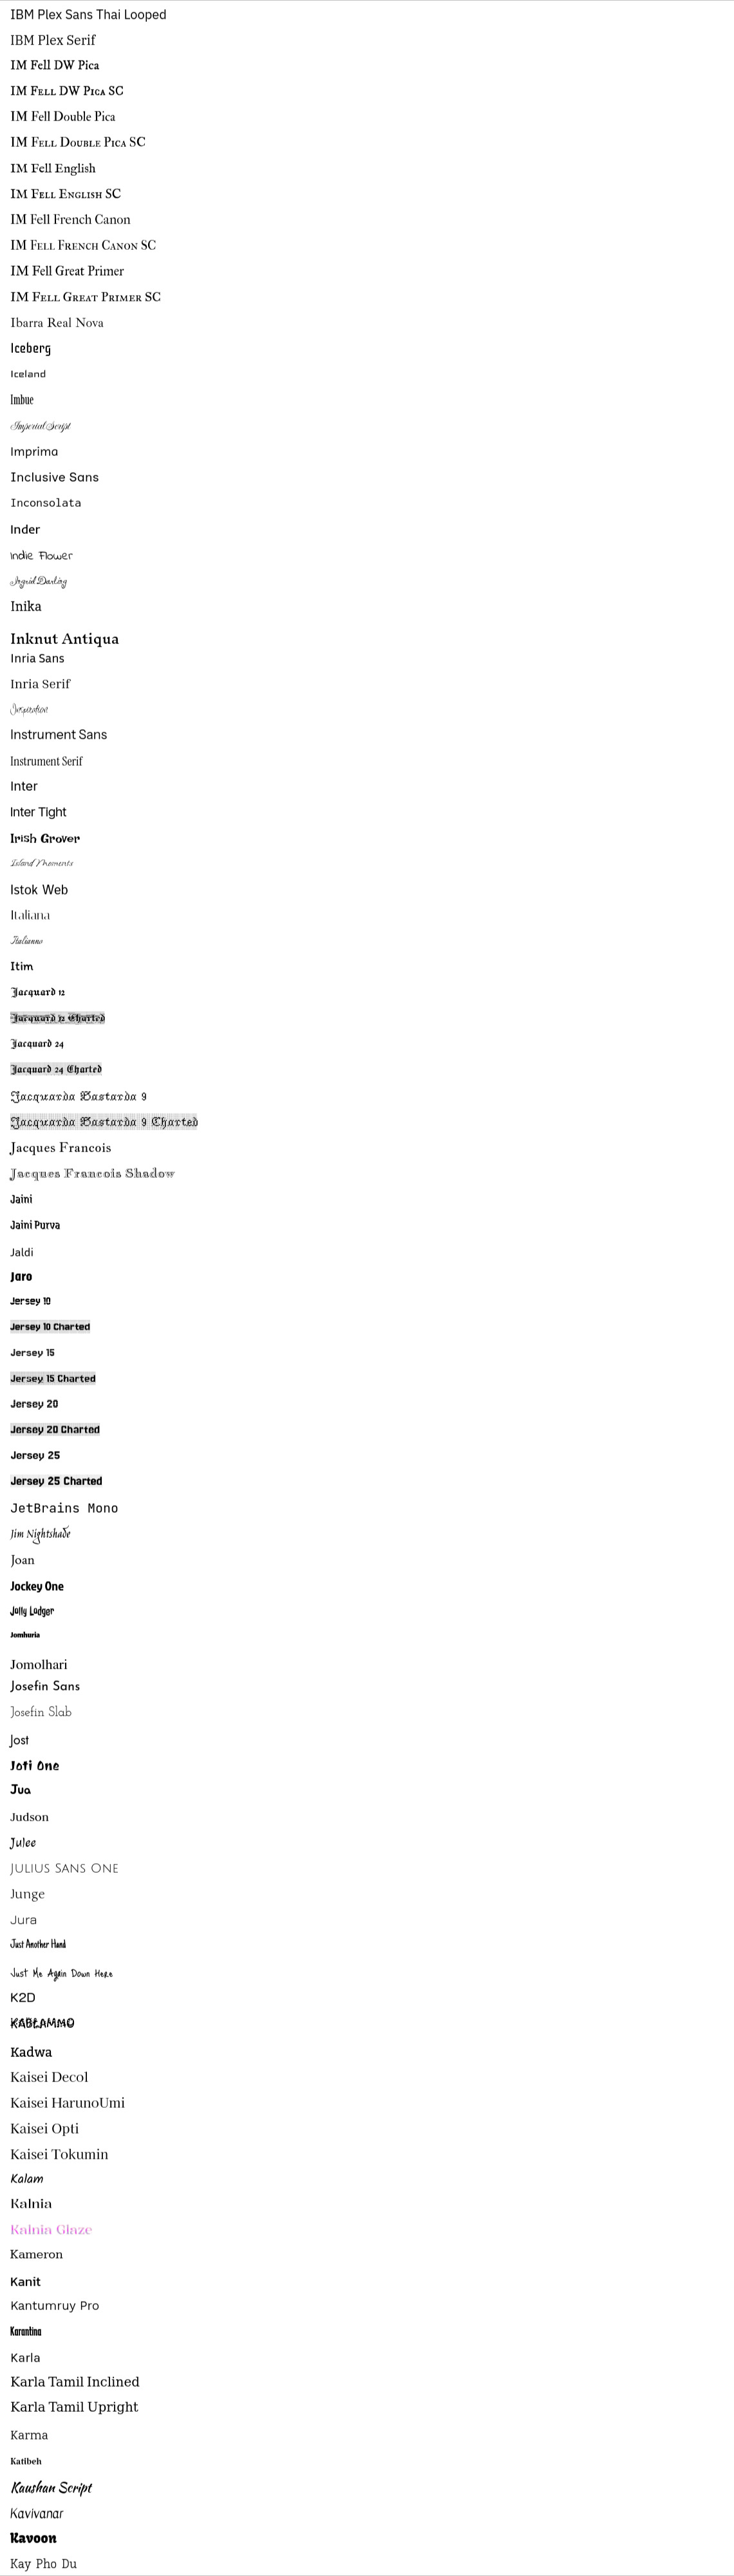 IBM Plex Sans Thai Looped
IBM Plex Serif
IM Fell DW Pica
IM Fell DW Pica SC
IM Fell Double Pica
IM Fell Double Pica SC
IM Fell English
IM Fell English SC
IM Fell French Canon
IM Fell French Canon SC
IM Fell Great Primer
IM Fell Great Primer SC
Ibarra Real Nova
Iceberg
Iceland
Imbue
Imperial Script
Imprima
Inclusive Sans
Inconsolata
Inder
Indie Flower
Ingrid Darling
Inika
Inknut Antiqua
Inria Sans
Inria Serif
Inspiration
Instrument Sans
Instrument Serif
Inter
Inter Tight
Irish Grover
Island Moments
Istok Web
Italiana
Italianno
Itim
Jacquard 12
Jacquard 12 Charted
Jacquard 24
Jacquard 24 Charted
Jacquarda Bastarda 9
Jacquarda Bastarda 9 Charted
Jacques Francois
Jacques Francois Shadow
Jaini
Jaini Purva
Jaldi
Jaro
Jersey 10
Jersey 10 Charted
Jersey 15
Jersey 15 Charted
Jersey 20
Jersey 20 Charted
Jersey 25
Jersey 25 Charted
JetBrains Mono
Jim Nightshade
Joan
Jockey One
Jolly Lodger
Jomhuria
Jomolhari
Josefin Sans
Josefin Slab
Jost
Joti One
Jua
Judson
Julee
Julius Sans One
Junge
Jura
Just Another Hand
Just Me Again Down Here
K2D
Kablammo
Kadwa
Kaisei Decol
Kaisei HarunoUmi
Kaisei Opti
Kaisei Tokumin
Kalam
Kalnia
Kalnia Glaze
Kameron
Kanit
Kantumruy Pro
Karantina
Karla
Karla Tamil Inclined
Karla Tamil Upright
Karma
Katibeh
Kaushan Script
Kavivanar
Kavoon
Kay Pho Du